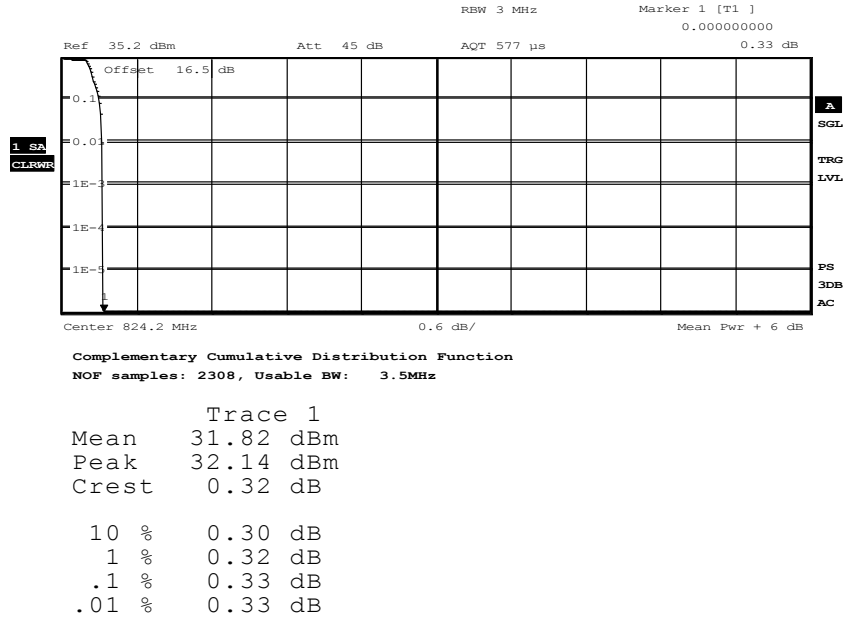 RBW 3 MHz Marker 1 [T1 ]
0.000000000
Ref 35.2 dBm Att 45 dB AQT 577 µs 0.33 dB
Offset 16.5 dB
0.1
A
SGL
0.01
1 SA
CLRWR
TRG
LVL
1E-3
1E-4
1E-5
PS
3DB
AC
1
Center 824.2 MHz 0.6 dB/ Mean Pwr + 6 dB
Complementary Cumulative Distribution Function
NOF samples: 2308, Usable BW: 3.5MHz
Trace 1
Mean 31.82 dBm
Peak 32.14 dBm
Crest 0.32 dB
10 % 0.30 dB
1 % 0.32 dB
.1 % 0.33 dB
.01 % 0.33 dB